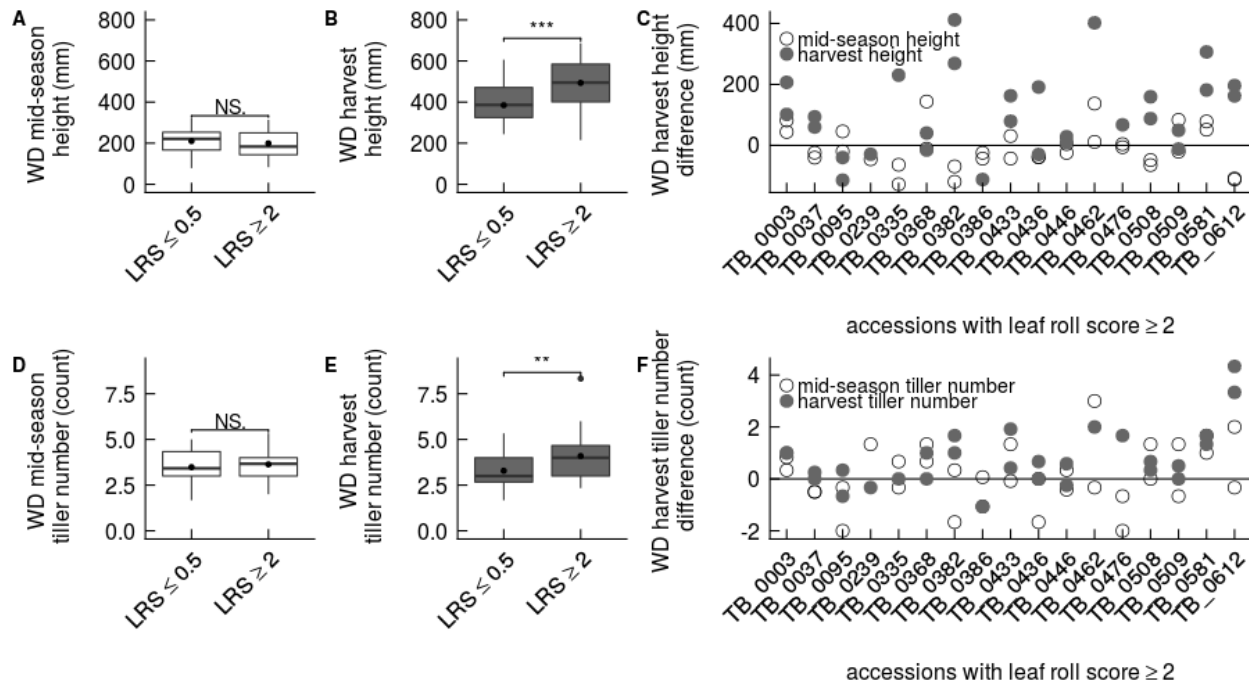 A
WD mid-season
height (mm)
800
600
400
200
0
NS.
LRS ≤ 0.5
LRS ≥ 2
B
WD harvest
height (mm)
800
600
400
200
0
***
LRS ≤ 0.5
LRS ≥ 2
C
WD harvest height
difference (mm)
400
200
0
mid-season height
harvest height
TB_0003
TB_0037
TB_0095
TB_0239
TB_0335
TB_0368
TB_0382
TB_0386
TB_0433
TB_0436
TB_0446
TB_0462
TB_0476
TB_0508
TB_0509
TB_0581
TB_0612
accessions with leaf roll score ≥ 2
D
WD mid-season
tiller number (count)
7.5
5.0
2.5
0.0
NS.
LRS ≤ 0.5
LRS ≥ 2
E
WD harvest
tiller number (count)
7.5
5.0
2.5
0.0
**
LRS ≤ 0.5
LRS ≥ 2
F
WD harvest tiller number
difference (count)
4
2
0
-2
mid-season tiller number
harvest tiller number
TB_0003
TB_0037
TB_0095
TB_0239
TB_0335
TB_0368
TB_0382
TB_0386
TB_0433
TB_0436
TB_0446
TB_0462
TB_0476
TB_0508
TB_0509
TB_0581
TB_0612
accessions with leaf roll score ≥ 2